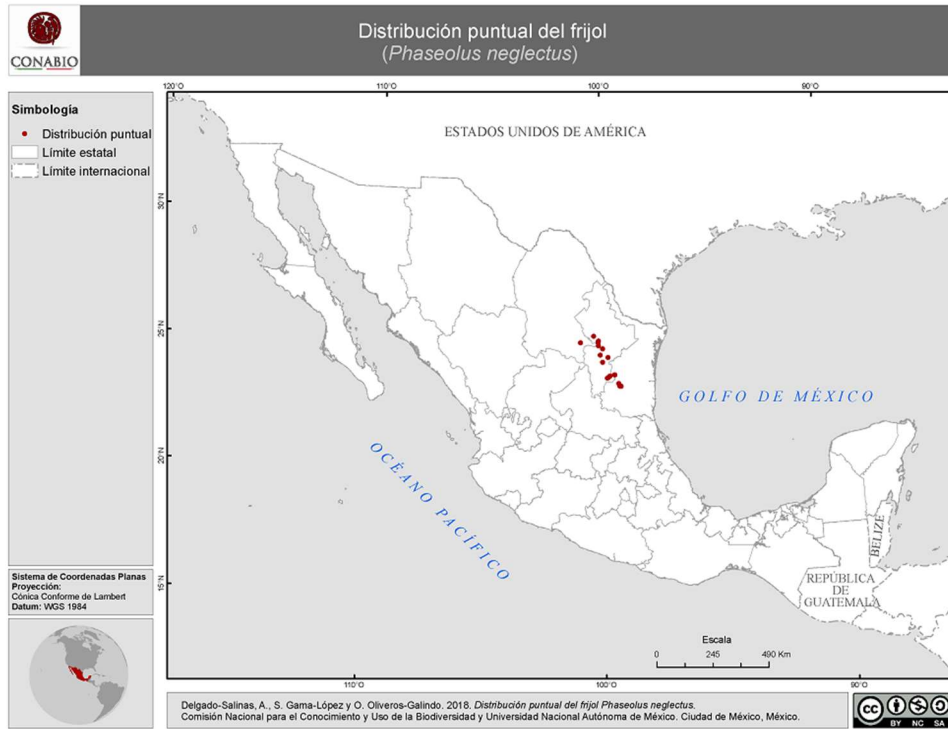 Distribución puntual del frijol
(Phaseolus neglectus)
CONABIO
Simbología
Distribución puntual
Límite estatal
Límite internacional
120°O
110°O
100°O
90°O
30°N
25°N
20°N
15°N
ESTADOS UNIDOS DE AMÉRICA
GOLFO DE MÉXICO
OCÉANO PACÍFICO
BELIZE
REPÚBLICA
DE
GUATEMALA
Escala
0 245 490 Km
110°O
100°O
90°O
Sistema de Coordenadas Planas
Proyección:
Cónica Conforme de Lambert
Datum: WGS 1984
Delgado-Salinas, A., S. Gama-López y O. Oliveros-Galindo. 2018. Distribución puntual del frijol Phaseolus neglectus.
Comisión Nacional para el Conocimiento y Uso de la Biodiversidad y Universidad Nacional Autónoma de México. Ciudad de México, México.
cc
BY NC SA